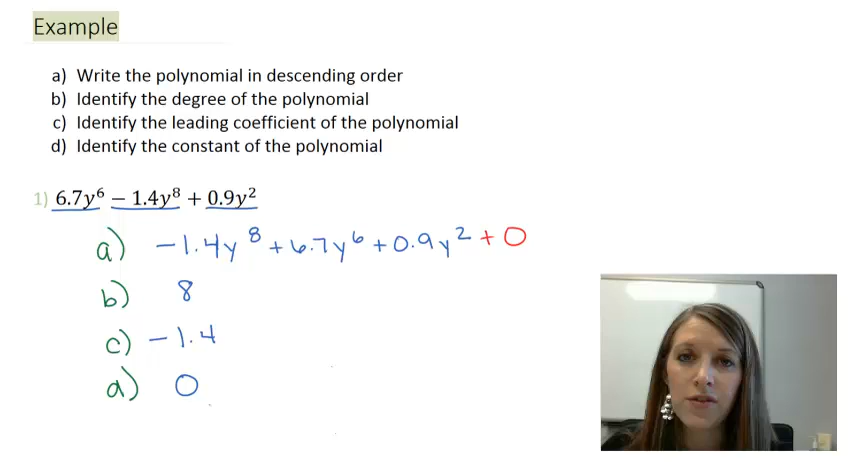 Example
a) Write the polynomial in descending order
b) Identify the degree of the polynomial
c) Identify the leading coefficient of the polynomial
d) Identify the constant of the polynomial
1) 6.7y⁶ − 1.4y⁸ + 0.9y²
a) −1.4y⁸ + 6.7y⁶ + 0.9y² + 0
b) 8
c) −1.4
d) 0